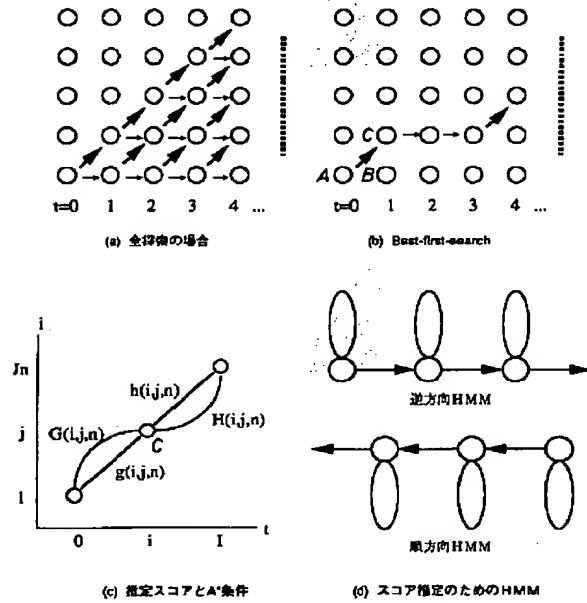 t=0 1 2 3 4 ...
(a) 全探索の場合
C
A B
t=0 1 2 3 4 ...
(b) Best-first-search
i
Jn
h(i,j,n)
j
G(i,j,n)
H(i,j,n)
C
g(i,j,n)
1
0 i I
t
(c) 推定スコアとA*条件
逆方向HMM
順方向HMM
(d) スコア推定のためのHMM